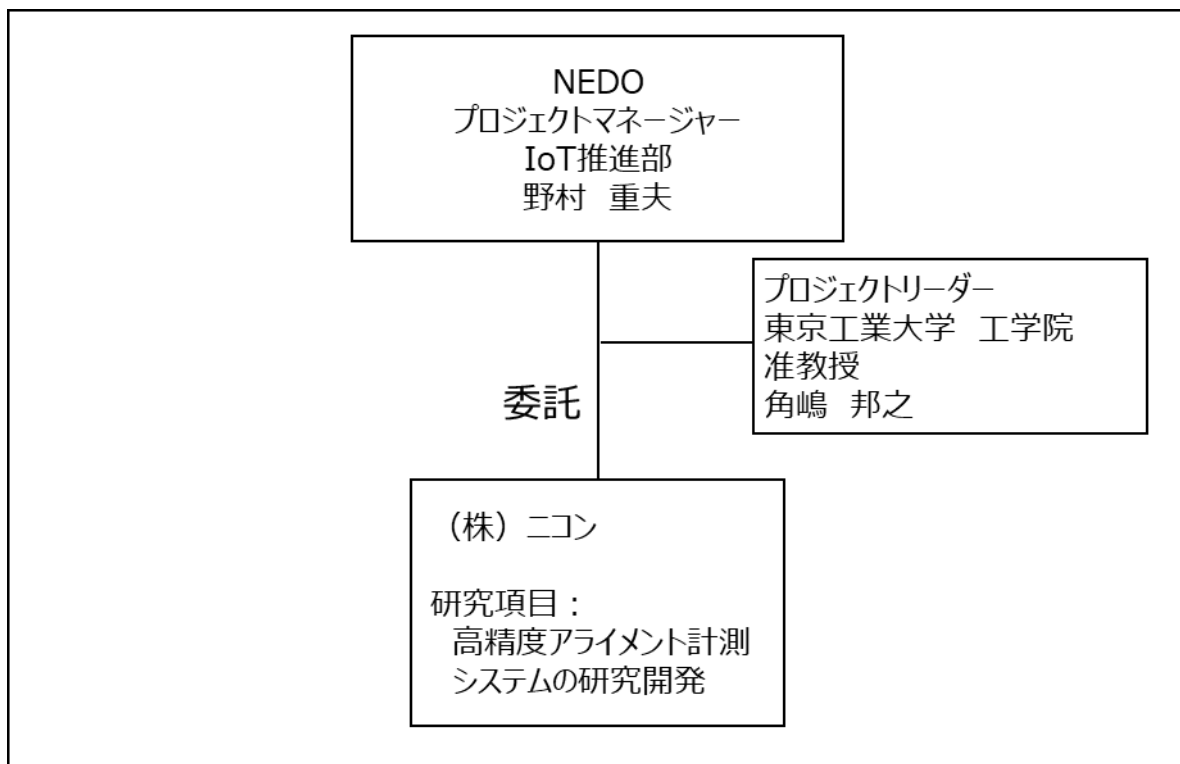 NEDO
プロジェクトマネージャー
IoT推進部
野村　重夫
プロジェクトリーダー
東京工業大学　工学院
准教授
角嶋　邦之
委託
（株）ニコン
研究項目：
高精度アライメント計測
システムの研究開発